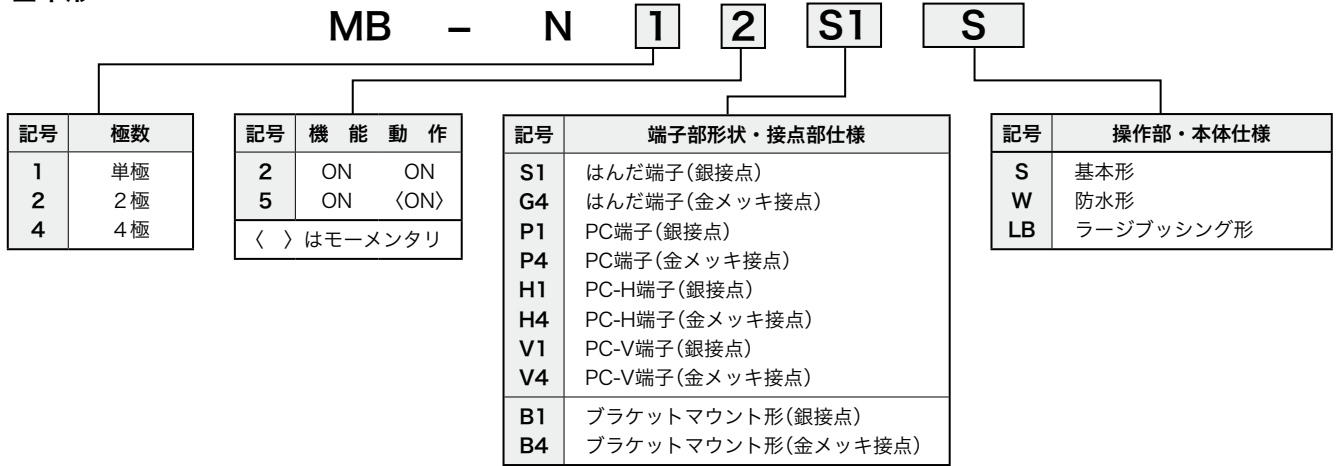 MB – N 1 2 S1 S
記号 極数
1 単極
2 2極
4 4極
記号 機能動作
2 ON ON
5 ON 〈ON〉
〈 〉はモーメンタリ
記号 端子部形状・接点部仕様
S1 はんだ端子(銀接点)
G4 はんだ端子(金メッキ接点)
P1 PC端子(銀接点)
P4 PC端子(金メッキ接点)
H1 PC-H端子(銀接点)
H4 PC-H端子(金メッキ接点)
V1 PC-V端子(銀接点)
V4 PC-V端子(金メッキ接点)
B1 ブラケットマウント形(銀接点)
B4 ブラケットマウント形(金メッキ接点)
記号 操作部・本体仕様
S 基本形
W 防水形
LB ラージブッシング形